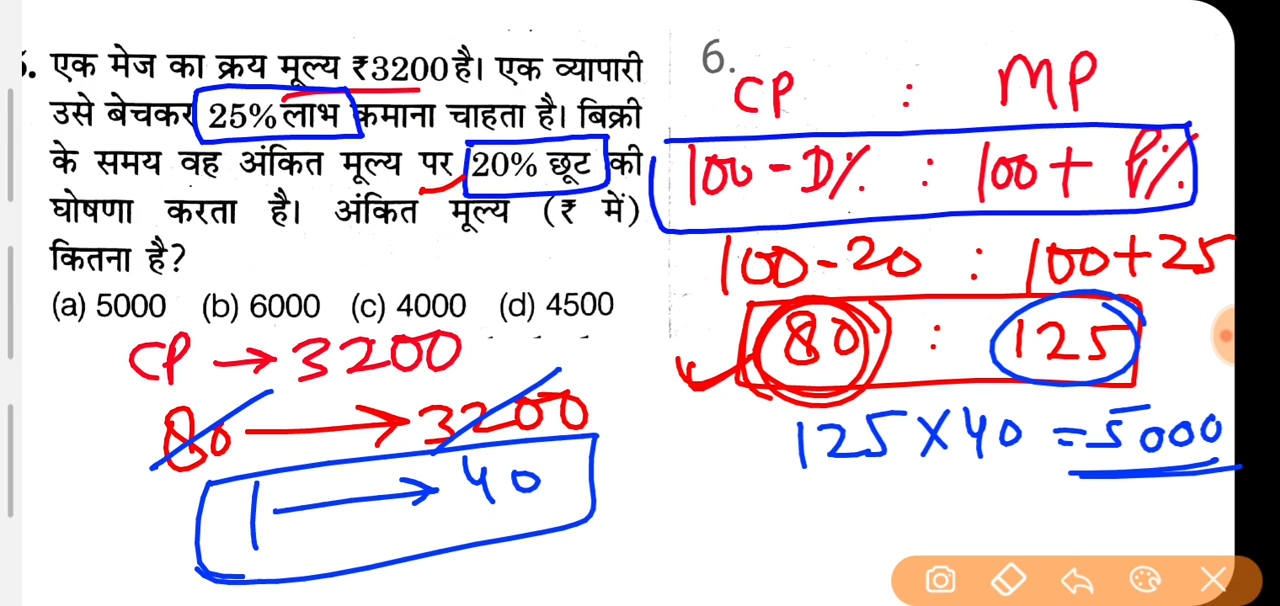 5. एक मेज का क्रय मूल्य ₹3200 है। एक व्यापारी
उसे बेचकर 25% लाभ कमाना चाहता है। बिक्री
के समय वह अंकित मूल्य पर 20% छूट की
घोषणा करता है। अंकित मूल्य (₹ में)
कितना है?
(a) 5000 (b) 6000 (c) 4000 (d) 4500
CP → 3200
80 → 3200
1 → 40
6.
CP : MP
100 - D% : 100 + P%
100-20 : 100+25
80 : 125
125 X 40 = 5000